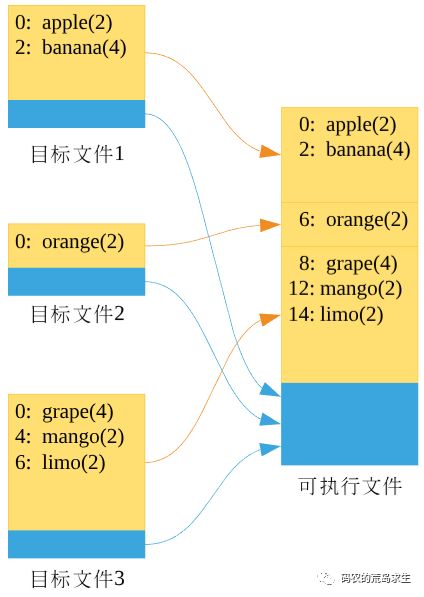 0: apple(2)
2: banana(4)
目标文件1
0: orange(2)
目标文件2
0: grape(4)
4: mango(2)
6: limo(2)
目标文件3
0: apple(2)
2: banana(4)
6: orange(2)
8: grape(4)
12: mango(2)
14: limo(2)
可执行文件
码农的荒岛求生